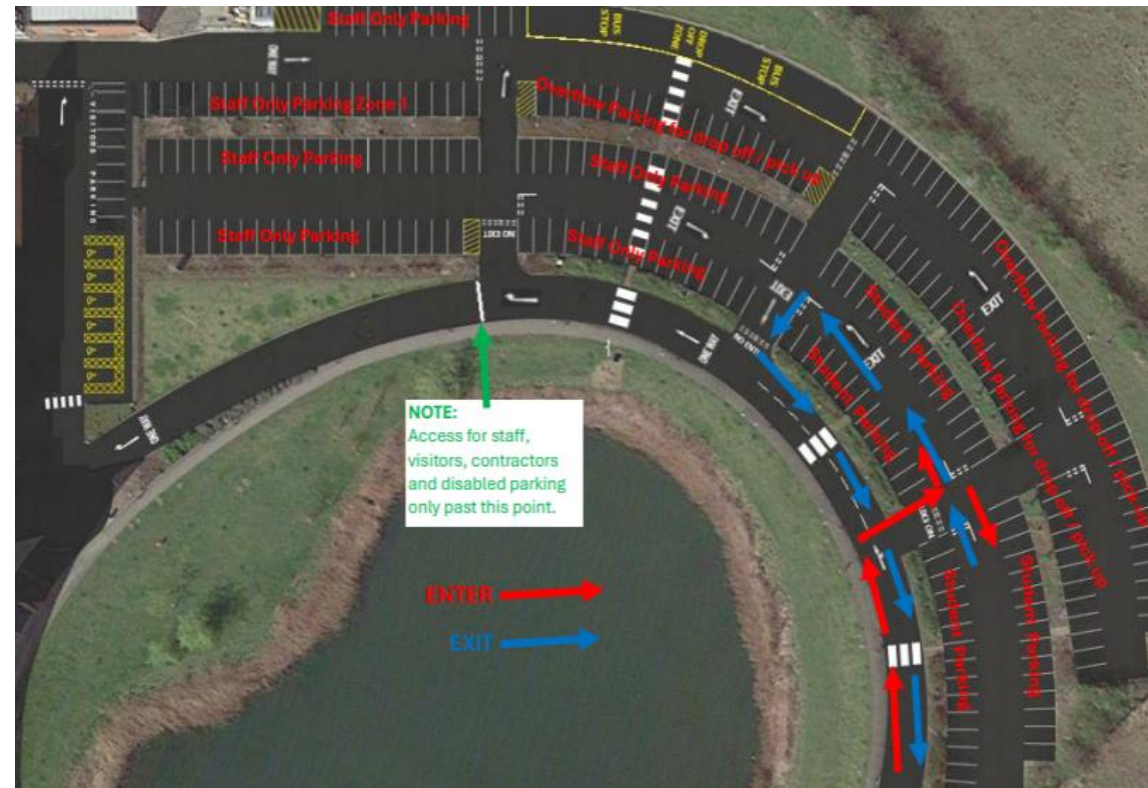 Staff Only Parking
BUS
STOP
DROP
OFF
ZONE
BUS
STOP
ONE WAY
EXIT
VISITORS PARKING
Staff Only Parking Zone 1
Overflow Parking for drop off / pick up
Staff Only Parking
Staff Only Parking
EXIT
Staff Only Parking
NO EXIT
Staff Only Parking
EXIT
Overflow Parking for drop off / pick
EXIT
Overflow Parking for drop off / pick up
Student Parking
EXIT
Student Parking
NO EXIT
ONE WAY
NO EXIT
Student Parking
Student Parking
ONE WAY
NOTE:
Access for staff,
visitors, contractors
and disabled parking
only past this point.
ENTER
EXIT